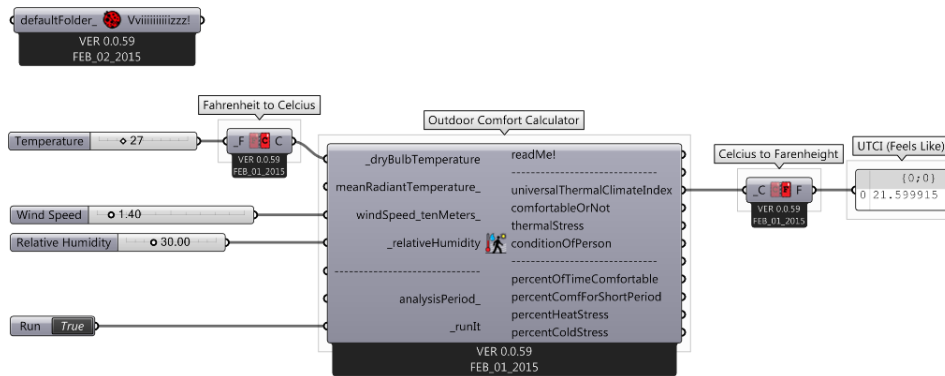 defaultFolder_ Vviiiiiiiiiizzz!
VER 0.0.59
FEB_02_2015
Fahrenheit to Celcius
Temperature 27
_F C C
VER 0.0.59
FEB_01_2015
Wind Speed 1.40
Relative Humidity 30.00
Run True
Outdoor Comfort Calculator
_dryBulbTemperature
meanRadiantTemperature_
windSpeed_tenMeters_
_relativeHumidity
-------------------------------
analysisPeriod_
_runIt
readMe!
-------------------------------
universalThermalClimateIndex
comfortableOrNot
thermalStress
conditionOfPerson
-------------------------------
percentOfTimeComfortable
percentComfForShortPeriod
percentHeatStress
percentColdStress
VER 0.0.59
FEB_01_2015
Celcius to Farenheight
_C F F
VER 0.0.59
FEB_01_2015
UTCI (Feels Like)
{0;0}
0 21.599915